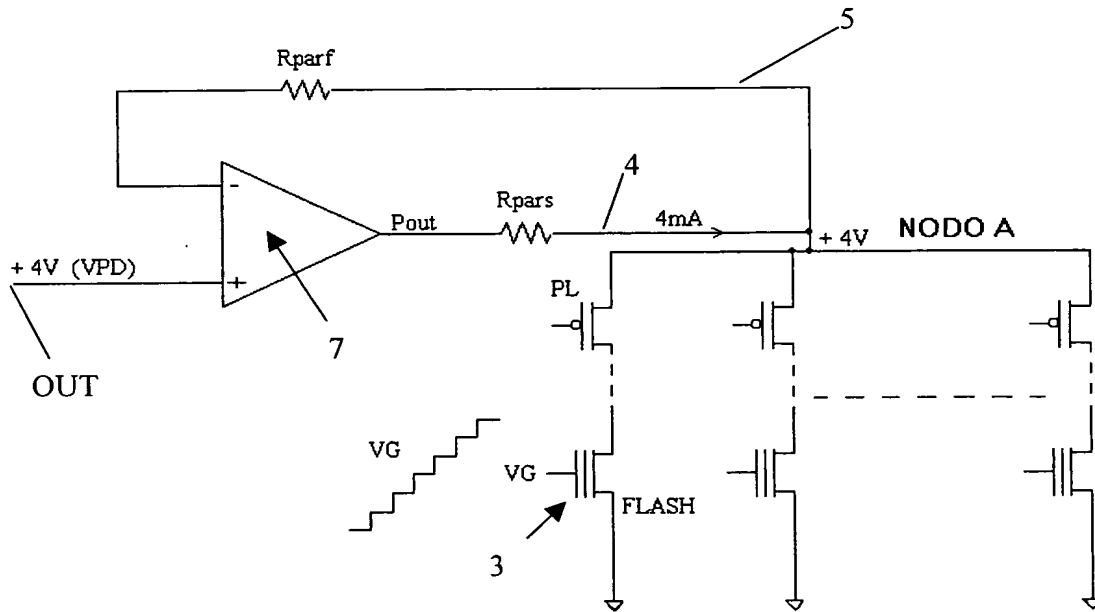 5
Rparf
4
Rpars
Pout
4mA
NODO A
+ 4V
-
+ 4V (VPD)
+
PL
7
OUT
VG
VG
FLASH
3